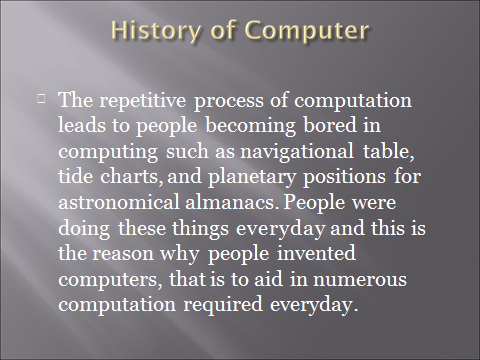 History of Computer
The repetitive process of computation
leads to people becoming bored in
computing such as navigational table,
tide charts, and planetary positions for
astronomical almanacs. People were
doing these things everyday and this is
the reason why people invented
computers, that is to aid in numerous
computation required everyday.